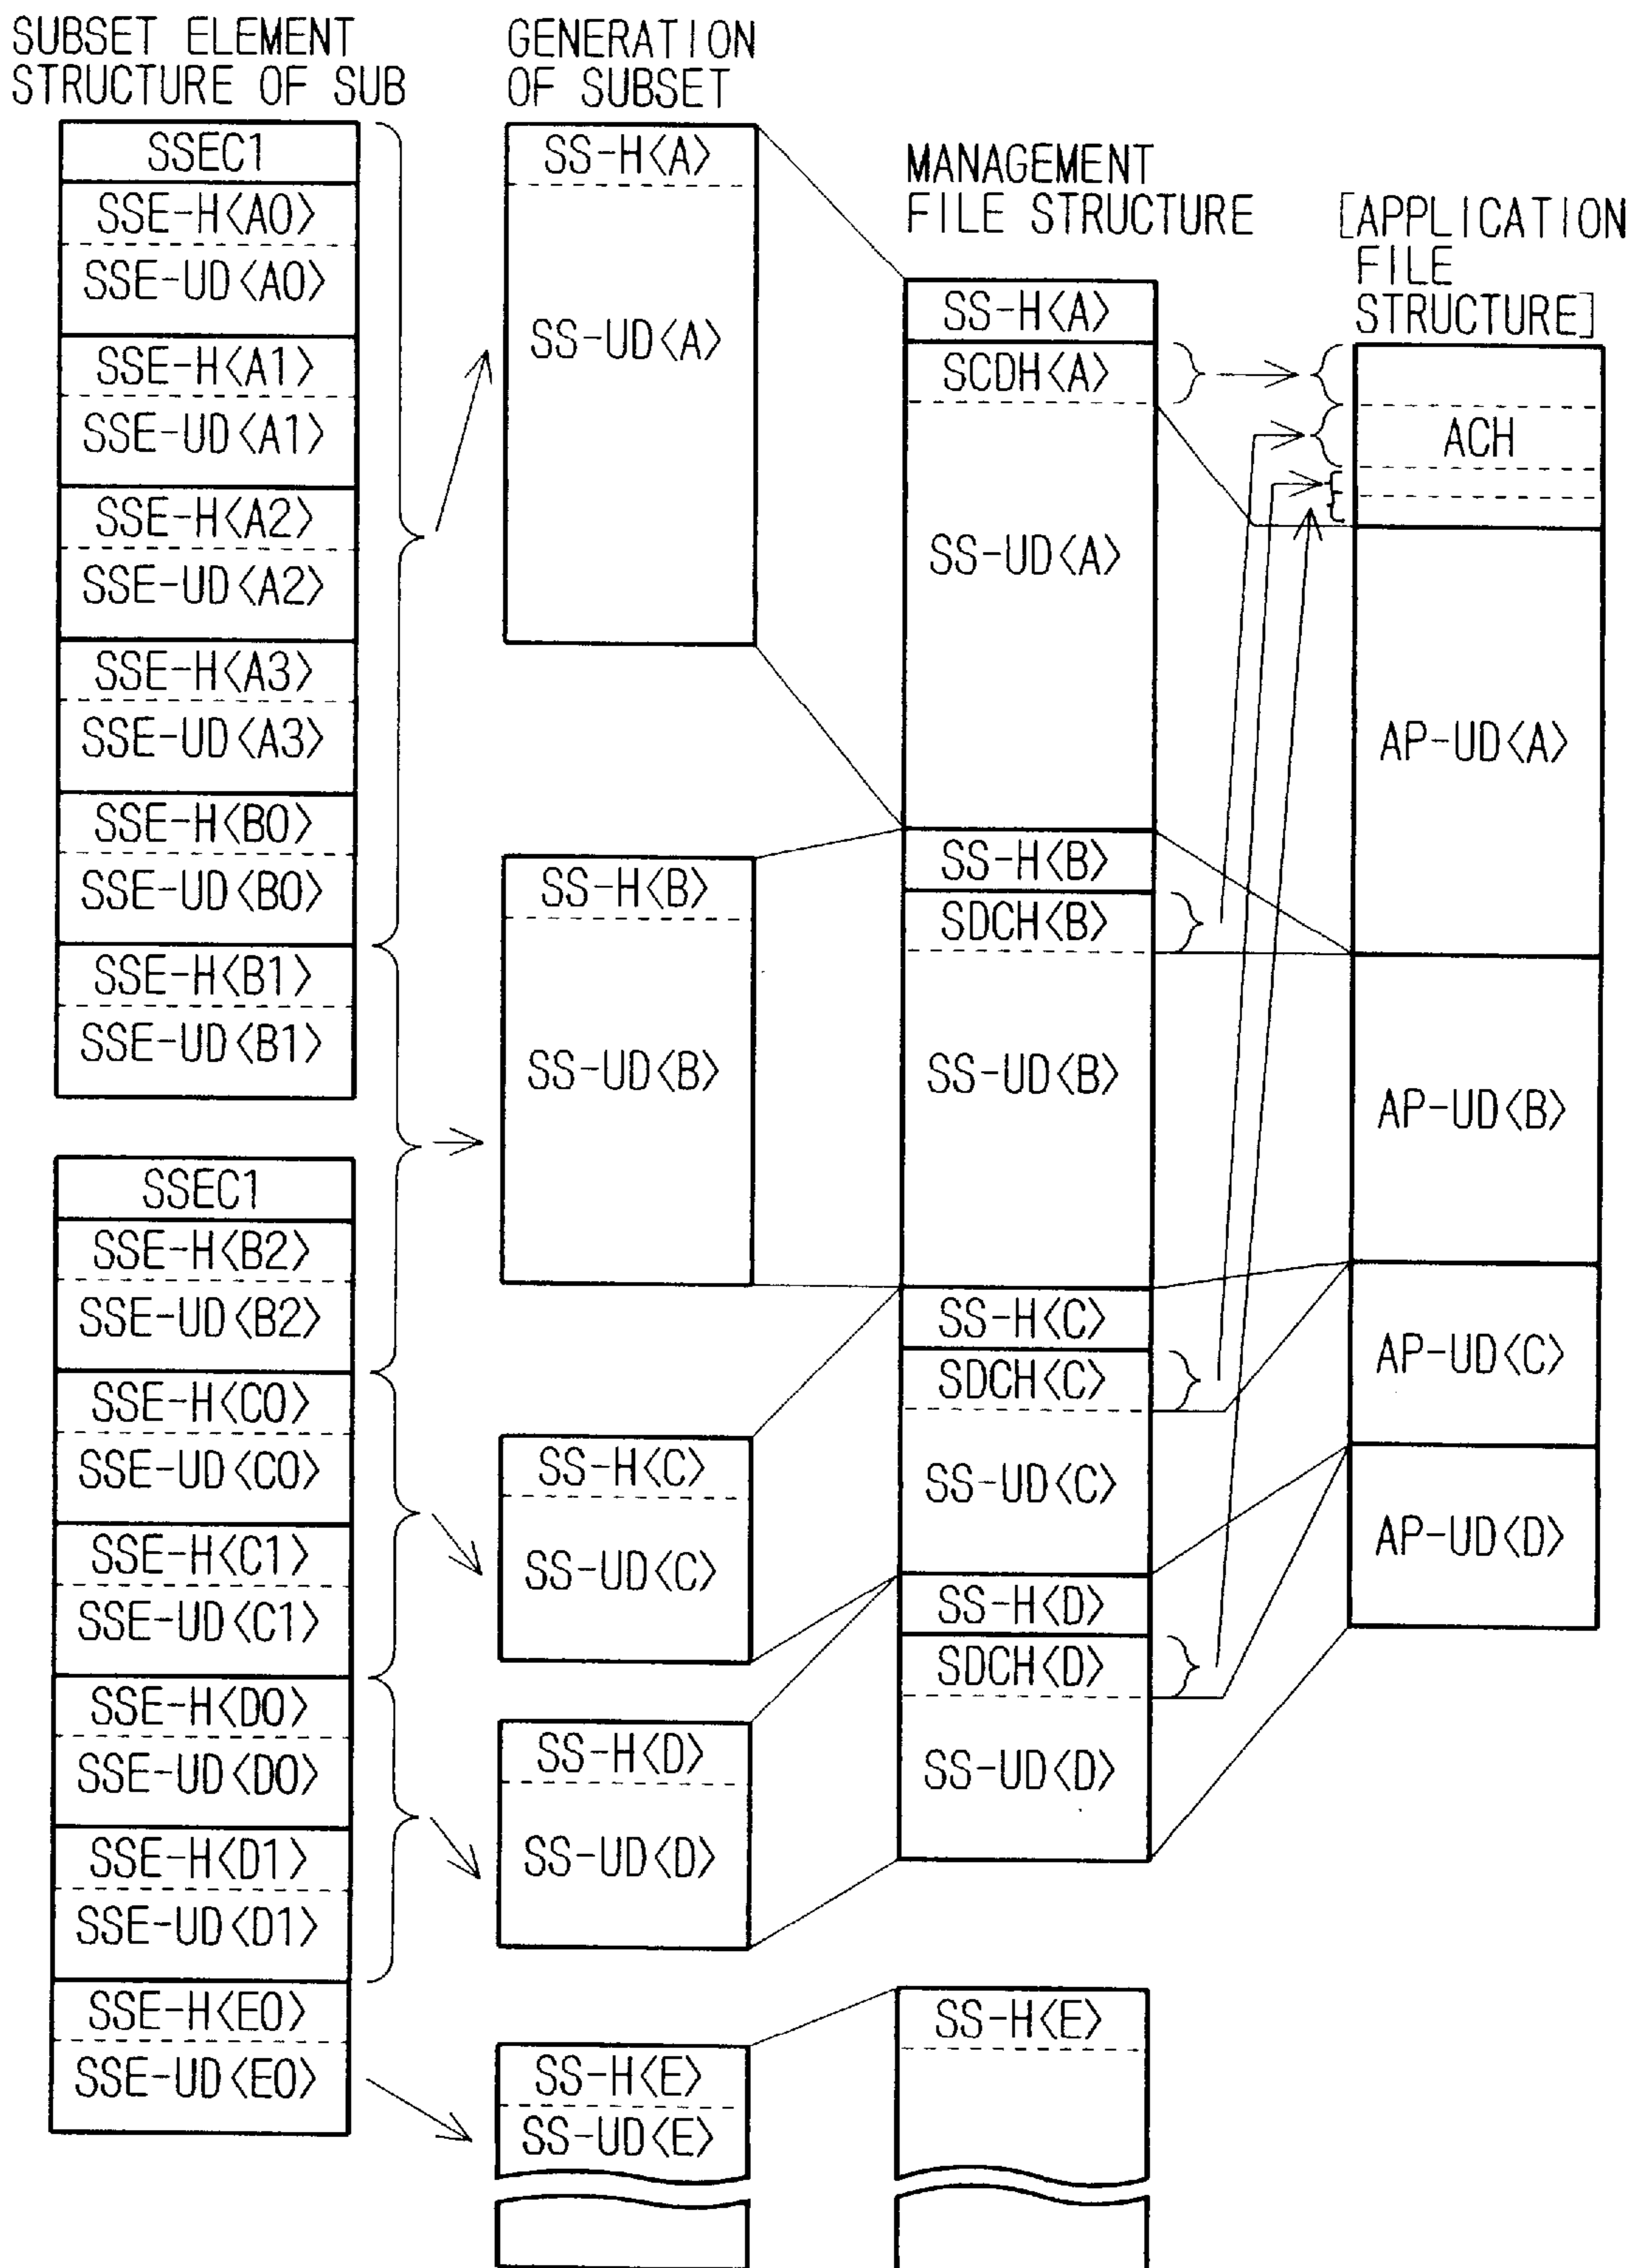 SUBSET ELEMENT
STRUCTURE OF SUB
SSEC1
SSE-H<A0>
SSE-UD<A0>
SSE-H<A1>
SSE-UD<A1>
SSE-H<A2>
SSE-UD<A2>
SSE-H<A3>
SSE-UD<A3>
SSE-H<B0>
SSE-UD<B0>
SSE-H<B1>
SSE-UD<B1>
SSEC1
SSE-H<B2>
SSE-UD<B2>
SSE-H<C0>
SSE-UD<C0>
SSE-H<C1>
SSE-UD<C1>
SSE-H<D0>
SSE-UD<D0>
SSE-H<D1>
SSE-UD<D1>
SSE-H<E0>
SSE-UD<E0>
GENERATION
OF SUBSET
SS-H<A>
SS-UD<A>
SS-H<B>
SS-UD<B>
SS-H<C>
SS-UD<C>
SS-H<D>
SS-UD<D>
SS-H<E>
SS-UD<E>
MANAGEMENT
FILE STRUCTURE
SS-H<A>
SCDH<A>
SS-UD<A>
SS-H<B>
SDCH<B>
SS-UD<B>
SS-H<C>
SDCH<C>
SS-UD<C>
SS-H<D>
SDCH<D>
SS-UD<D>
SS-H<E>
[APPLICATION
FILE
STRUCTURE]
ACH
AP-UD<A>
AP-UD<B>
AP-UD<C>
AP-UD<D>